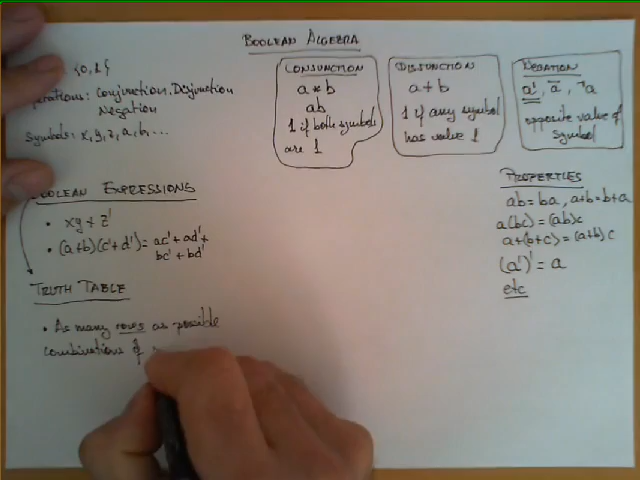 BOOLEAN ALGEBRA
{0,1}
erations: Conjunction, Disjunction
Negation
Symbols: x, y, z, a, b, ...
CONJUNCTION
a * b
ab
1 if both symbols
are 1
DISJUNCTION
a + b
1 if any symbol
has value 1
NEGATION
a', a̅, ¬a
opposite value of
symbol
BOOLEAN EXPRESSIONS
• xy + z'
• (a+b)(c'+d') = ac' + ad' +
bc' + bd'
PROPERTIES
ab = ba, a+b = b+a
a(bc) = (ab)c
a+(b+c) = (a+b)c
(a')' = a
etc
TRUTH TABLE
• As many rows as possible
combinations of